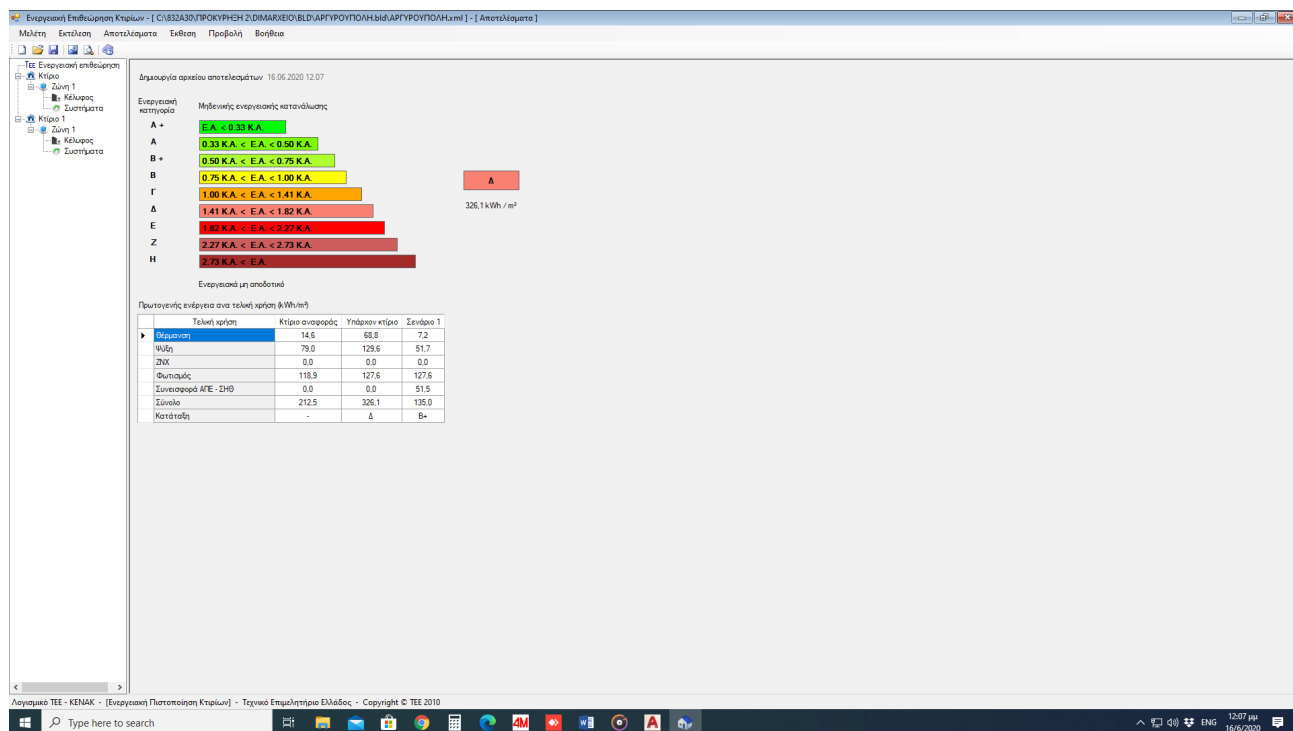 Ενεργειακή Επιθεώρηση Κτιρίων - [ C:\832A30\ΠΡΟΚΥΡΗΞΗ 2\DIMARXEIO\BLD\ΑΡΓΥΡΟΥΠΟΛΗ.bld\ΑΡΓΥΡΟΥΠΟΛΗ.xml ] - [ Αποτελέσματα ]
Μελέτη Εκτέλεση Αποτελέσματα Έκθεση Προβολή Βοήθεια
Τεε Ενεργειακή επιθεώρηση
Κτίριο
Ζώνη 1
Κέλυφος
Συστήματα
Κτίριο 1
Ζώνη 1
Κέλυφος
Συστήματα
Δημιουργία αρχείου αποτελεσμάτων 16.06.2020 12.07
Ενεργειακή κατηγορία
Μηδενικής ενεργειακής κατανάλωσης
A + Ε.Α. < 0.33 Κ.Α.
A 0.33 Κ.Α. < Ε.Α. < 0.50 Κ.Α.
B + 0.50 Κ.Α. < Ε.Α. < 0.75 Κ.Α.
B 0.75 Κ.Α. < Ε.Α. < 1.00 Κ.Α.
Γ 1.00 Κ.Α. < Ε.Α. < 1.41 Κ.Α.
Δ 1.41 Κ.Α. < Ε.Α. < 1.82 Κ.Α.
E 1.82 Κ.Α. < Ε.Α. < 2.27 Κ.Α.
Z 2.27 Κ.Α. < Ε.Α. < 2.73 Κ.Α.
H 2.73 Κ.Α. < Ε.Α.
Δ
326,1 kWh / m²
Ενεργειακά μη αποδοτικό
Πρωτογενής ενέργεια ανα τελική χρήση (kWh/m²)
Τελική χρήση Κτίριο αναφοράς Υπάρχον κτίριο Σενάριο 1
Θέρμανση 14,6 68,8 7,2
Ψύξη 79,0 129,6 51,7
ΖΝΧ 0,0 0,0 0,0
Φωτισμός 118,9 127,6 127,6
Συνεισφορά ΑΠΕ - ΣΗΘ 0,0 0,0 51,5
Σύνολο 212,5 326,1 135,0
Κατάταξη - Δ B+
Λογισμικό ΤΕΕ - KENAK - [Ενεργειακή Πιστοποίηση Κτιρίων] - Τεχνικό Επιμελητήριο Ελλάδος - Copyright © ΤΕΕ 2010
Type here to search
4M
W
A
ENG
12:07 μμ
16/6/2020